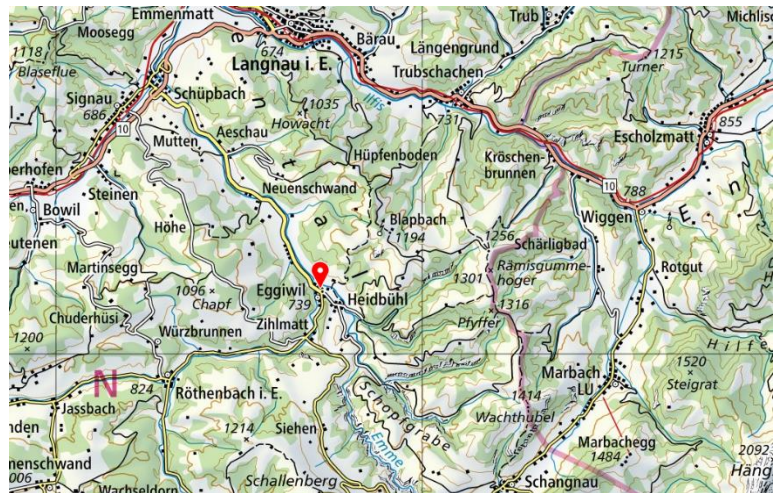 Emmenmatt
Trub
Michlisc
Moosegg
Bärau
Längengrund
1215
1118
674
Turner
Blaseflue
Langnau i. E.
Trubschachen
Signau
686
Schüpbach
1035
Howacht
Ilfis
731
855
Escholzmatt
10
Aeschau
Mutten
Hüpfenboden
Kröschen-
brunnen
erhofen
Steinen
Neuenschwand
10
788
Bowil
Wiggen
E
n
utenen
Höhe
Blapbach
1194
1256
Schärligbad
Martinsegg
Rämisgumme-
hoger
Rotgut
1096
Chapf
Eggiwil
739
Heidbühl
1301
1316
Chuderhüsi
Zihlmatt
Pfyffer
Würzbrunnen
Hilf
1200
N
824
Röthenbach i. E.
Schopfgrabe
Marbach
LU
1520
Steigrat
Jassbach
1414
Wachthubel
nden
1214
Siehen
Emme
Marbachegg
1484
2092
Häng
enschwand
006
Schallenberg
Wachseldorn
Schangnau
e
n
t
a
l